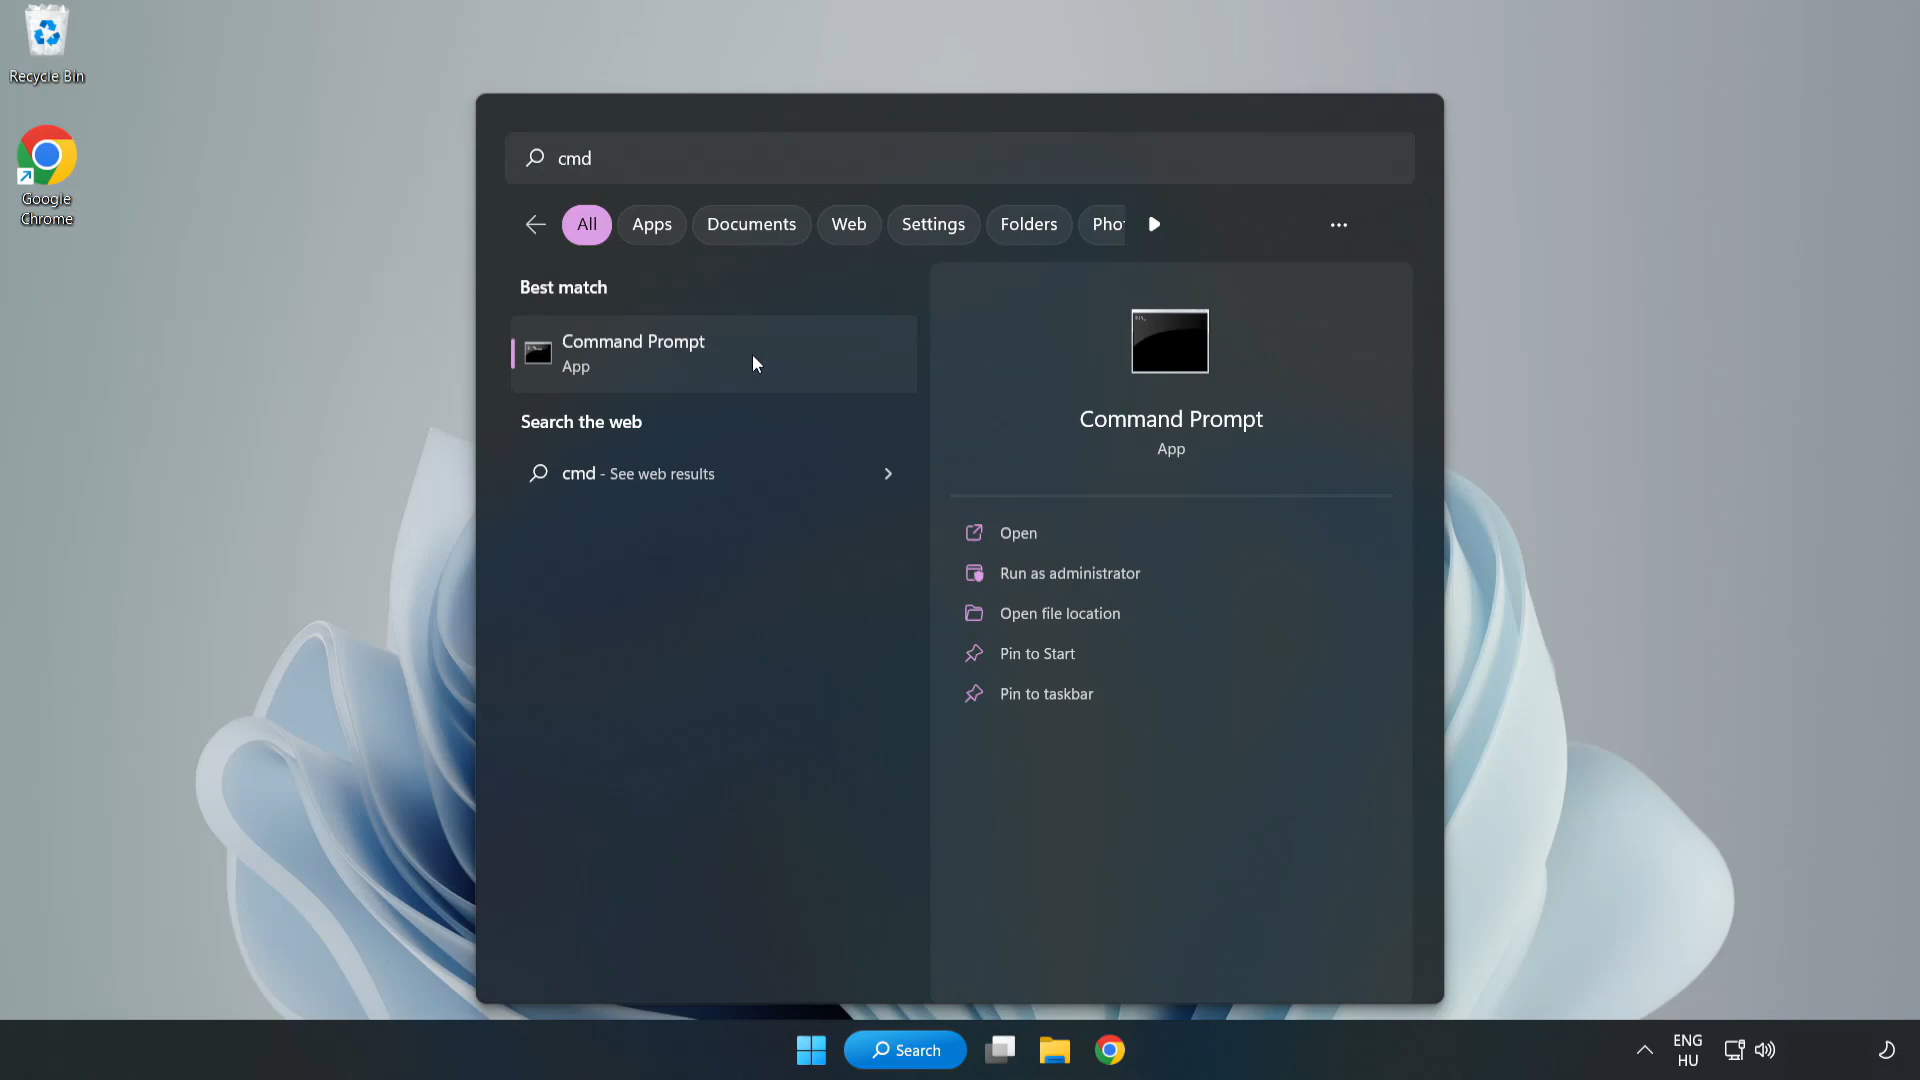 Recycle Bin
Google
Chrome
cmd
All
Apps
Documents
Web
Settings
Folders
Pho
Best match
Command Prompt
App
Search the web
cmd - See web results
Command Prompt
App
Open
Run as administrator
Open file location
Pin to Start
Pin to taskbar
Search
ENG
HU